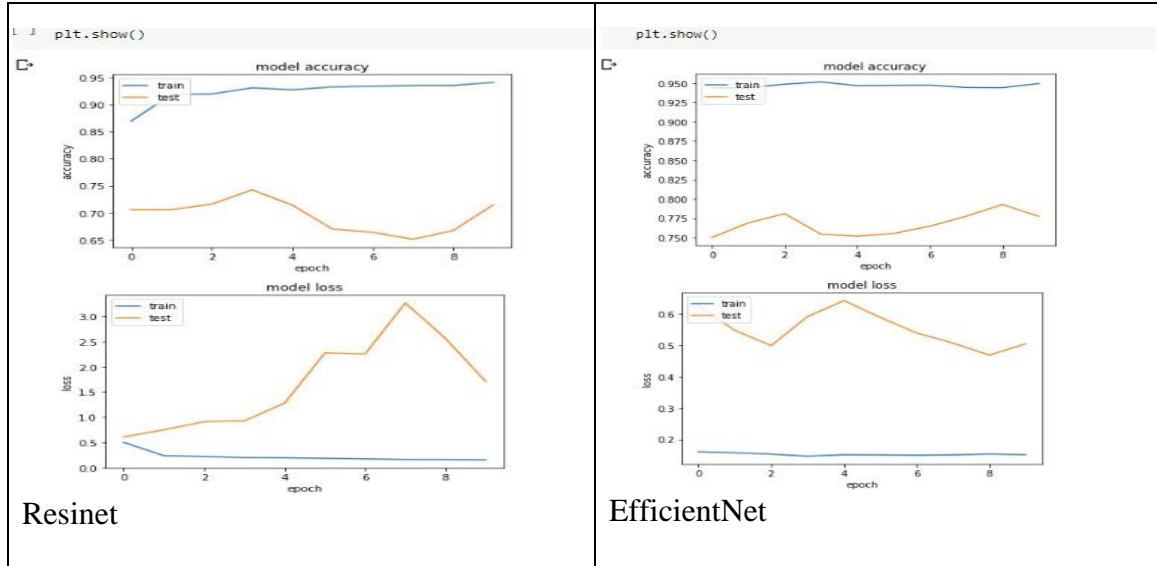 [ ] plt.show()
model accuracy
train
test
accuracy
0.95
0.90
0.85
0.80
0.75
0.70
0.65
0 2 4 6 8
epoch
model loss
train
test
loss
3.0
2.5
2.0
1.5
1.0
0.5
0.0
0 2 4 6 8
epoch
Resinet
plt.show()
model accuracy
train
test
accuracy
0.950
0.925
0.900
0.875
0.850
0.825
0.800
0.775
0.750
0 2 4 6 8
epoch
model loss
train
test
loss
0.6
0.5
0.4
0.3
0.2
0 2 4 6 8
epoch
EfficientNet